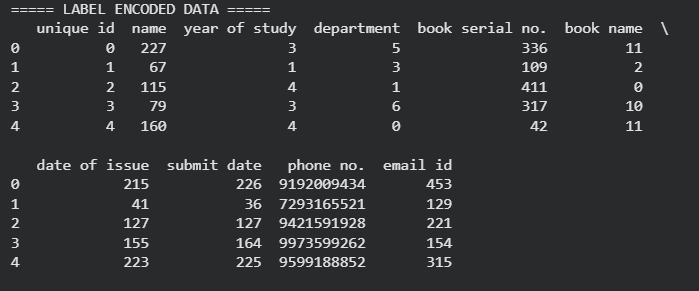 ===== LABEL ENCODED DATA =====
unique id name year of study department book serial no. book name \
0 0 227 3 5 336 11
1 1 67 1 3 109 2
2 2 115 4 1 411 0
3 3 79 3 6 317 10
4 4 160 4 0 42 11
date of issue submit date phone no. email id
0 215 226 9192009434 453
1 41 36 7293165521 129
2 127 127 9421591928 221
3 155 164 9973599262 154
4 223 225 9599188852 315